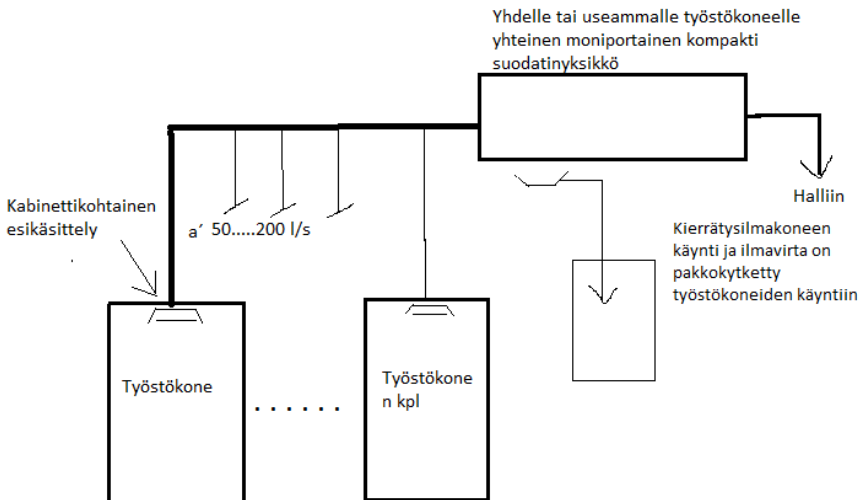 Yhdelle tai useammalle työstökoneelle
yhteinen moniportainen kompakti
suodatinyksikkö
Halliin
Kabinettikohtainen
esikäsittely
a´ 50.....200 l/s
Kierrätysilmakoneen
käynti ja ilmavirta on
pakkokytketty
työstökoneiden käyntiin
Työstökone
. . . . . .
Työstökone
n kpl